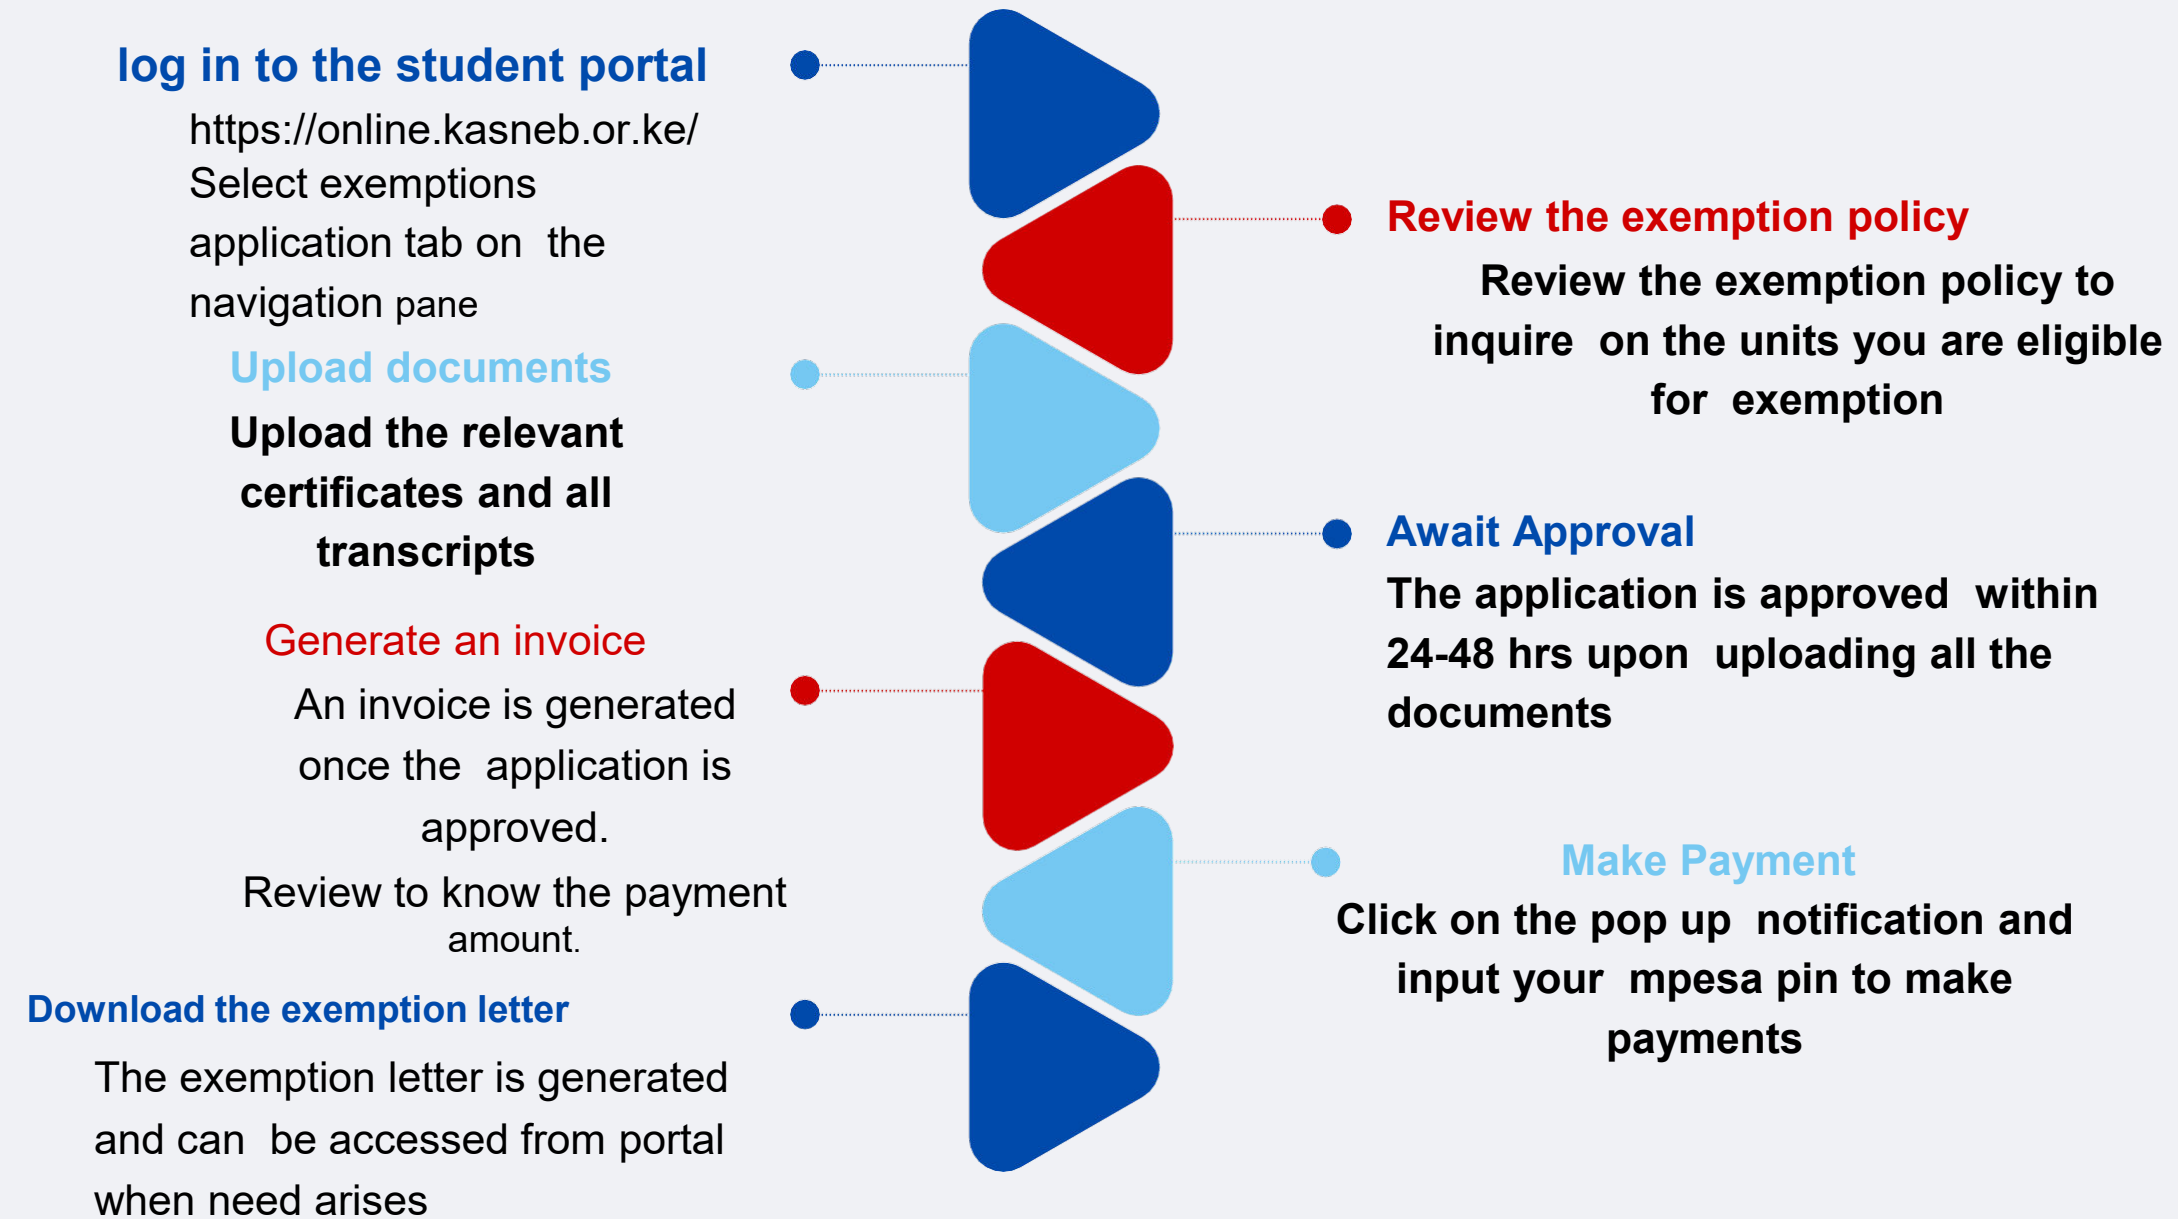 log in to the student portal
https://online.kasneb.or.ke/
Select exemptions
application tab on the
navigation pane
Review the exemption policy
Review the exemption policy to
inquire on the units you are eligible
for exemption
Upload documents
Upload the relevant
certificates and all
transcripts
Await Approval
The application is approved within
24-48 hrs upon uploading all the
documents
Generate an invoice
An invoice is generated
once the application is
approved.
Review to know the payment
amount.
Make Payment
Click on the pop up notification and
input your mpesa pin to make
payments
Download the exemption letter
The exemption letter is generated
and can be accessed from portal
when need arises